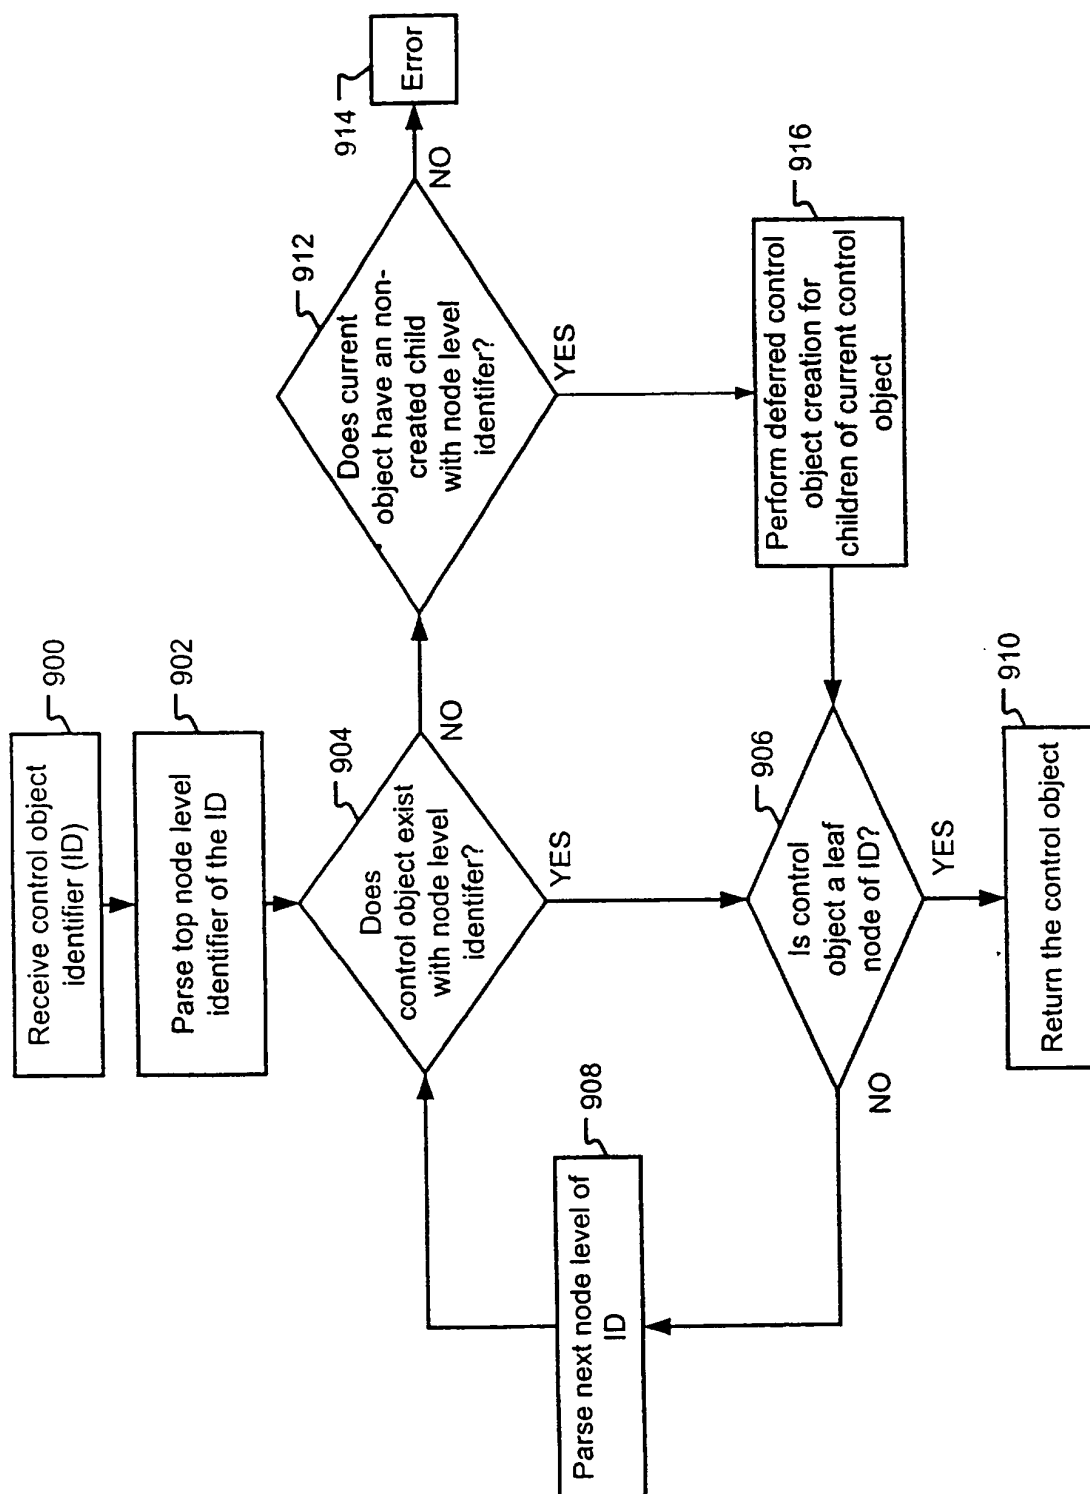 Receive control object
identifier (ID)
900
Parse top node level
identifier of the ID
902
Does
control object exist
with node level
identifer?
904
NO
YES
Does current
object have an non-
created child
with node level
identifer?
912
NO
YES
Error
914
Perform deferred control
object creation for
children of current control
object
916
Is control
object a leaf
node of ID?
906
NO
YES
Parse next node level of
ID
908
Return the control object
910